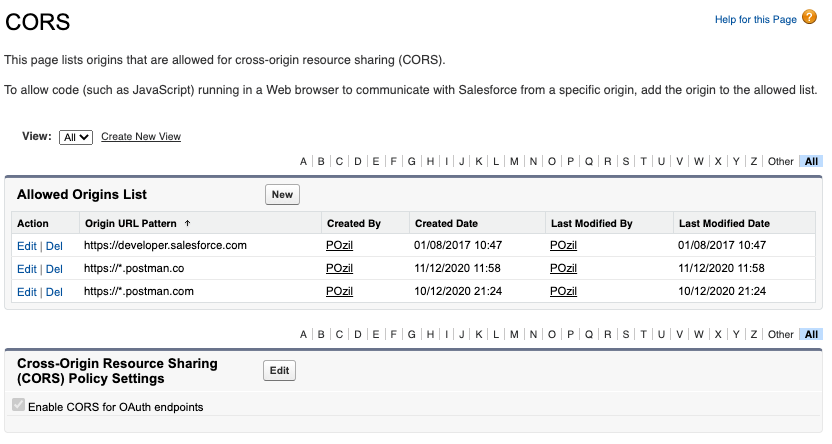 CORS
Help for this Page ?
This page lists origins that are allowed for cross-origin resource sharing (CORS).
To allow code (such as JavaScript) running in a Web browser to communicate with Salesforce from a specific origin, add the origin to the allowed list.
View: All Create New View
A | B | C | D | E | F | G | H | I | J | K | L | M | N | O | P | Q | R | S | T | U | V | W | X | Y | Z | Other | All
Allowed Origins List New
Action Origin URL Pattern ↑ Created By Created Date Last Modified By Last Modified Date
Edit | Del https://developer.salesforce.com POzil 01/08/2017 10:47 POzil 01/08/2017 10:47
Edit | Del https://*.postman.co POzil 11/12/2020 11:58 POzil 11/12/2020 11:58
Edit | Del https://*.postman.com POzil 10/12/2020 21:24 POzil 10/12/2020 21:24
A | B | C | D | E | F | G | H | I | J | K | L | M | N | O | P | Q | R | S | T | U | V | W | X | Y | Z | Other | All
Cross-Origin Resource Sharing
(CORS) Policy Settings
Edit
Enable CORS for OAuth endpoints